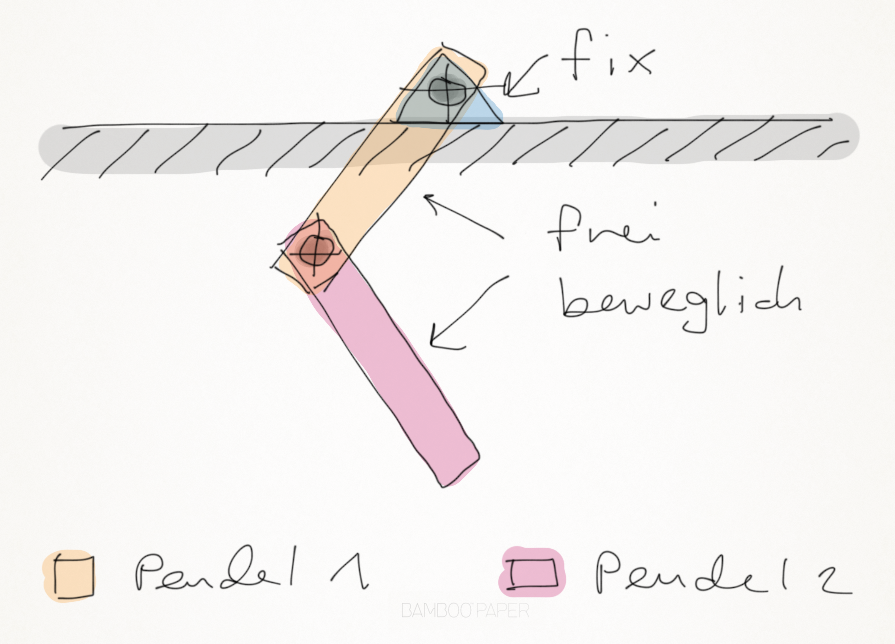 fix
frei
beweglich
Pendel 1
Pendel 2
BAMBOO PAPER